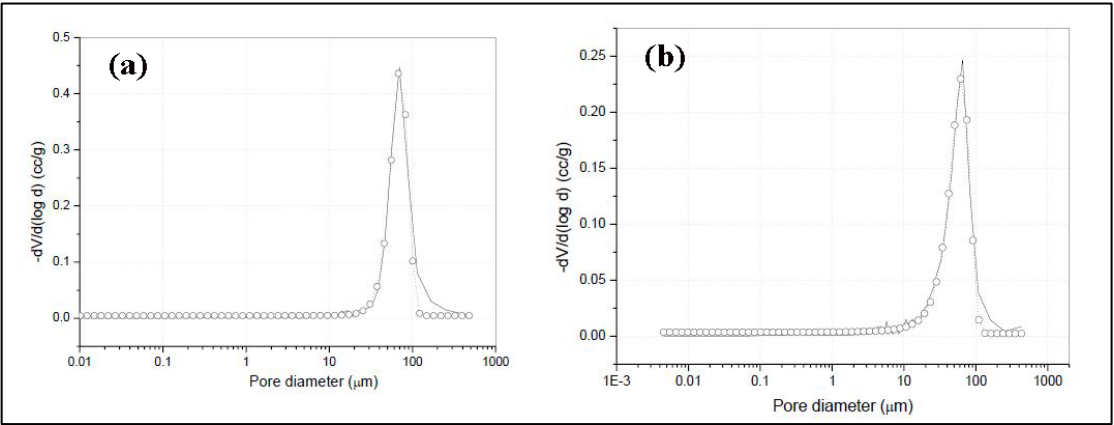 (a)
-dV/d(log d) (cc/g)
0.5
0.4
0.3
0.2
0.1
0.0
0.01 0.1 1 10 100 1000
Pore diameter (μm)
(b)
-dV/d(log d) (cc/g)
0.25
0.20
0.15
0.10
0.05
0.00
1E-3 0.01 0.1 1 10 100 1000
Pore diameter (μm)